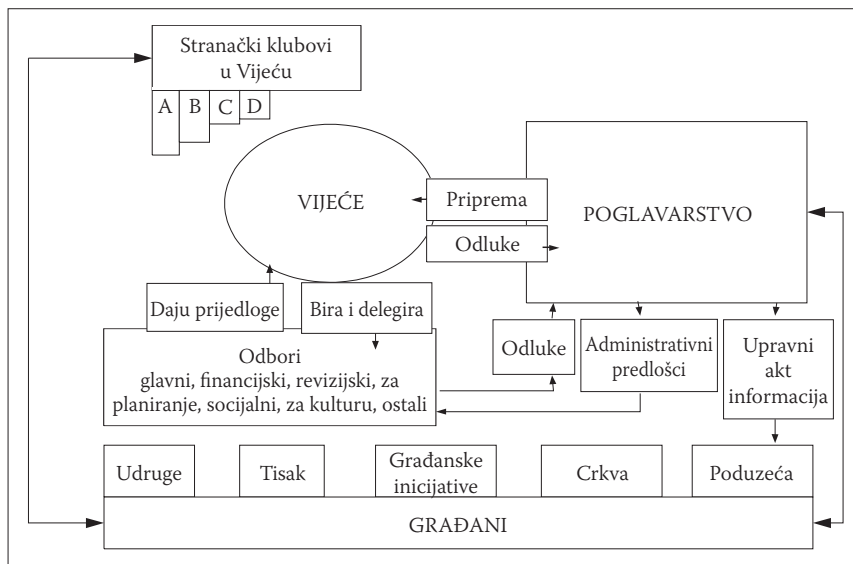 Stranački klubovi
u Vijeću
A
B
C
D
VIJEĆE
Priprema
POGLAVARSTVO
Odluke
Daju prijedloge
Bira i delegira
Odbori
glavni, financijski, revizijski, za
planiranje, socijalni, za kulturu, ostali
Odluke
Administrativni
predlošci
Upravni
akt
informacija
Udruge
Tisak
Građanske
inicijative
Crkva
Poduzeća
GRAĐANI